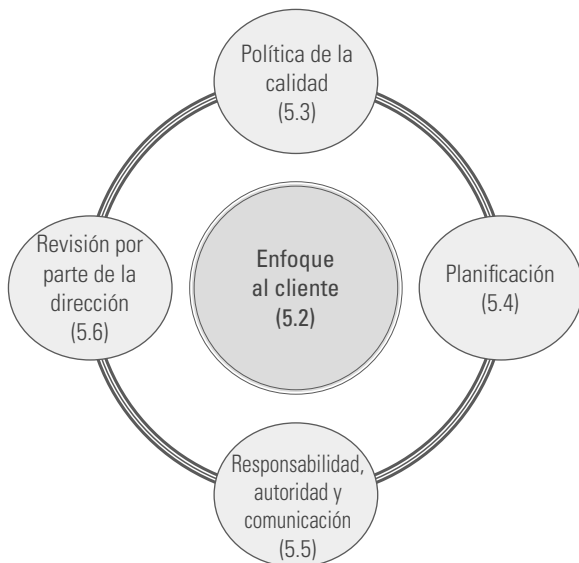 Política de la
calidad
(5.3)
Revisión por
parte de la
dirección
(5.6)
Enfoque
al cliente
(5.2)
Planificación
(5.4)
Responsabilidad,
autoridad y
comunicación
(5.5)